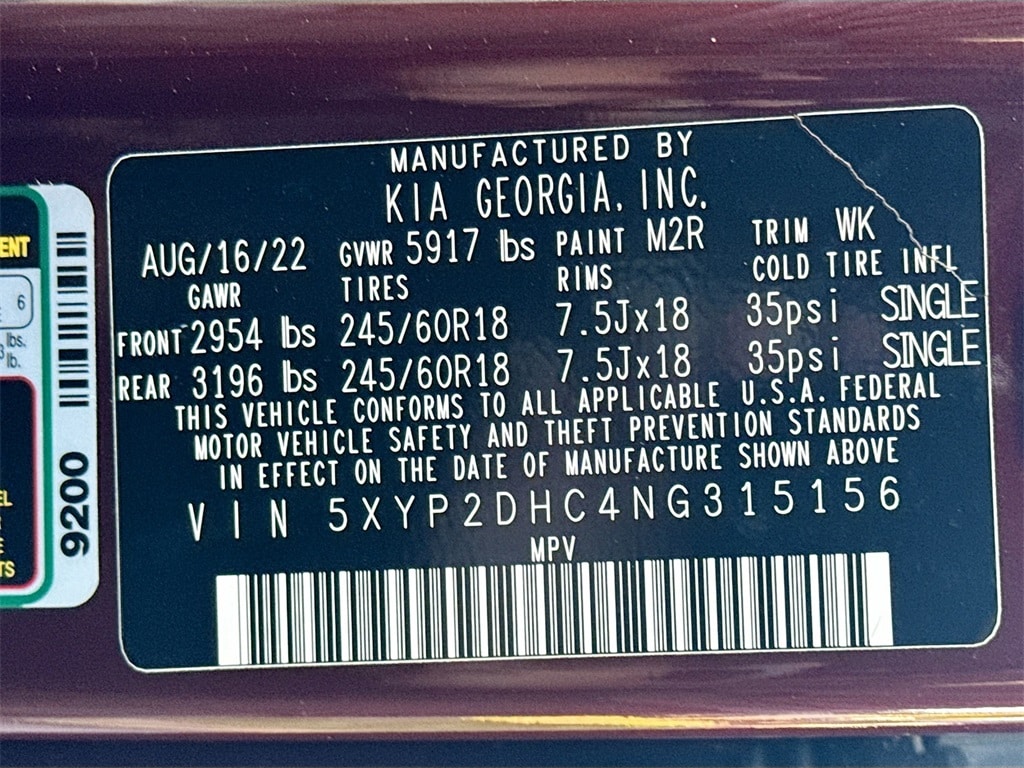 MANUFACTURED BY
KIA GEORGIA, INC.
AUG/16/22 GVWR 5917 lbs PAINT M2R TRIM WK
GAWR TIRES RIMS COLD TIRE INFL
FRONT 2954 lbs 245/60R18 7.5Jx18 35psi SINGLE
REAR 3196 lbs 245/60R18 7.5Jx18 35psi SINGLE
THIS VEHICLE CONFORMS TO ALL APPLICABLE U.S.A. FEDERAL
MOTOR VEHICLE SAFETY AND THEFT PREVENTION STANDARDS
IN EFFECT ON THE DATE OF MANUFACTURE SHOWN ABOVE
VIN 5XYP2DHC4NG315156
MPV
9200
6
lbs.
lb.